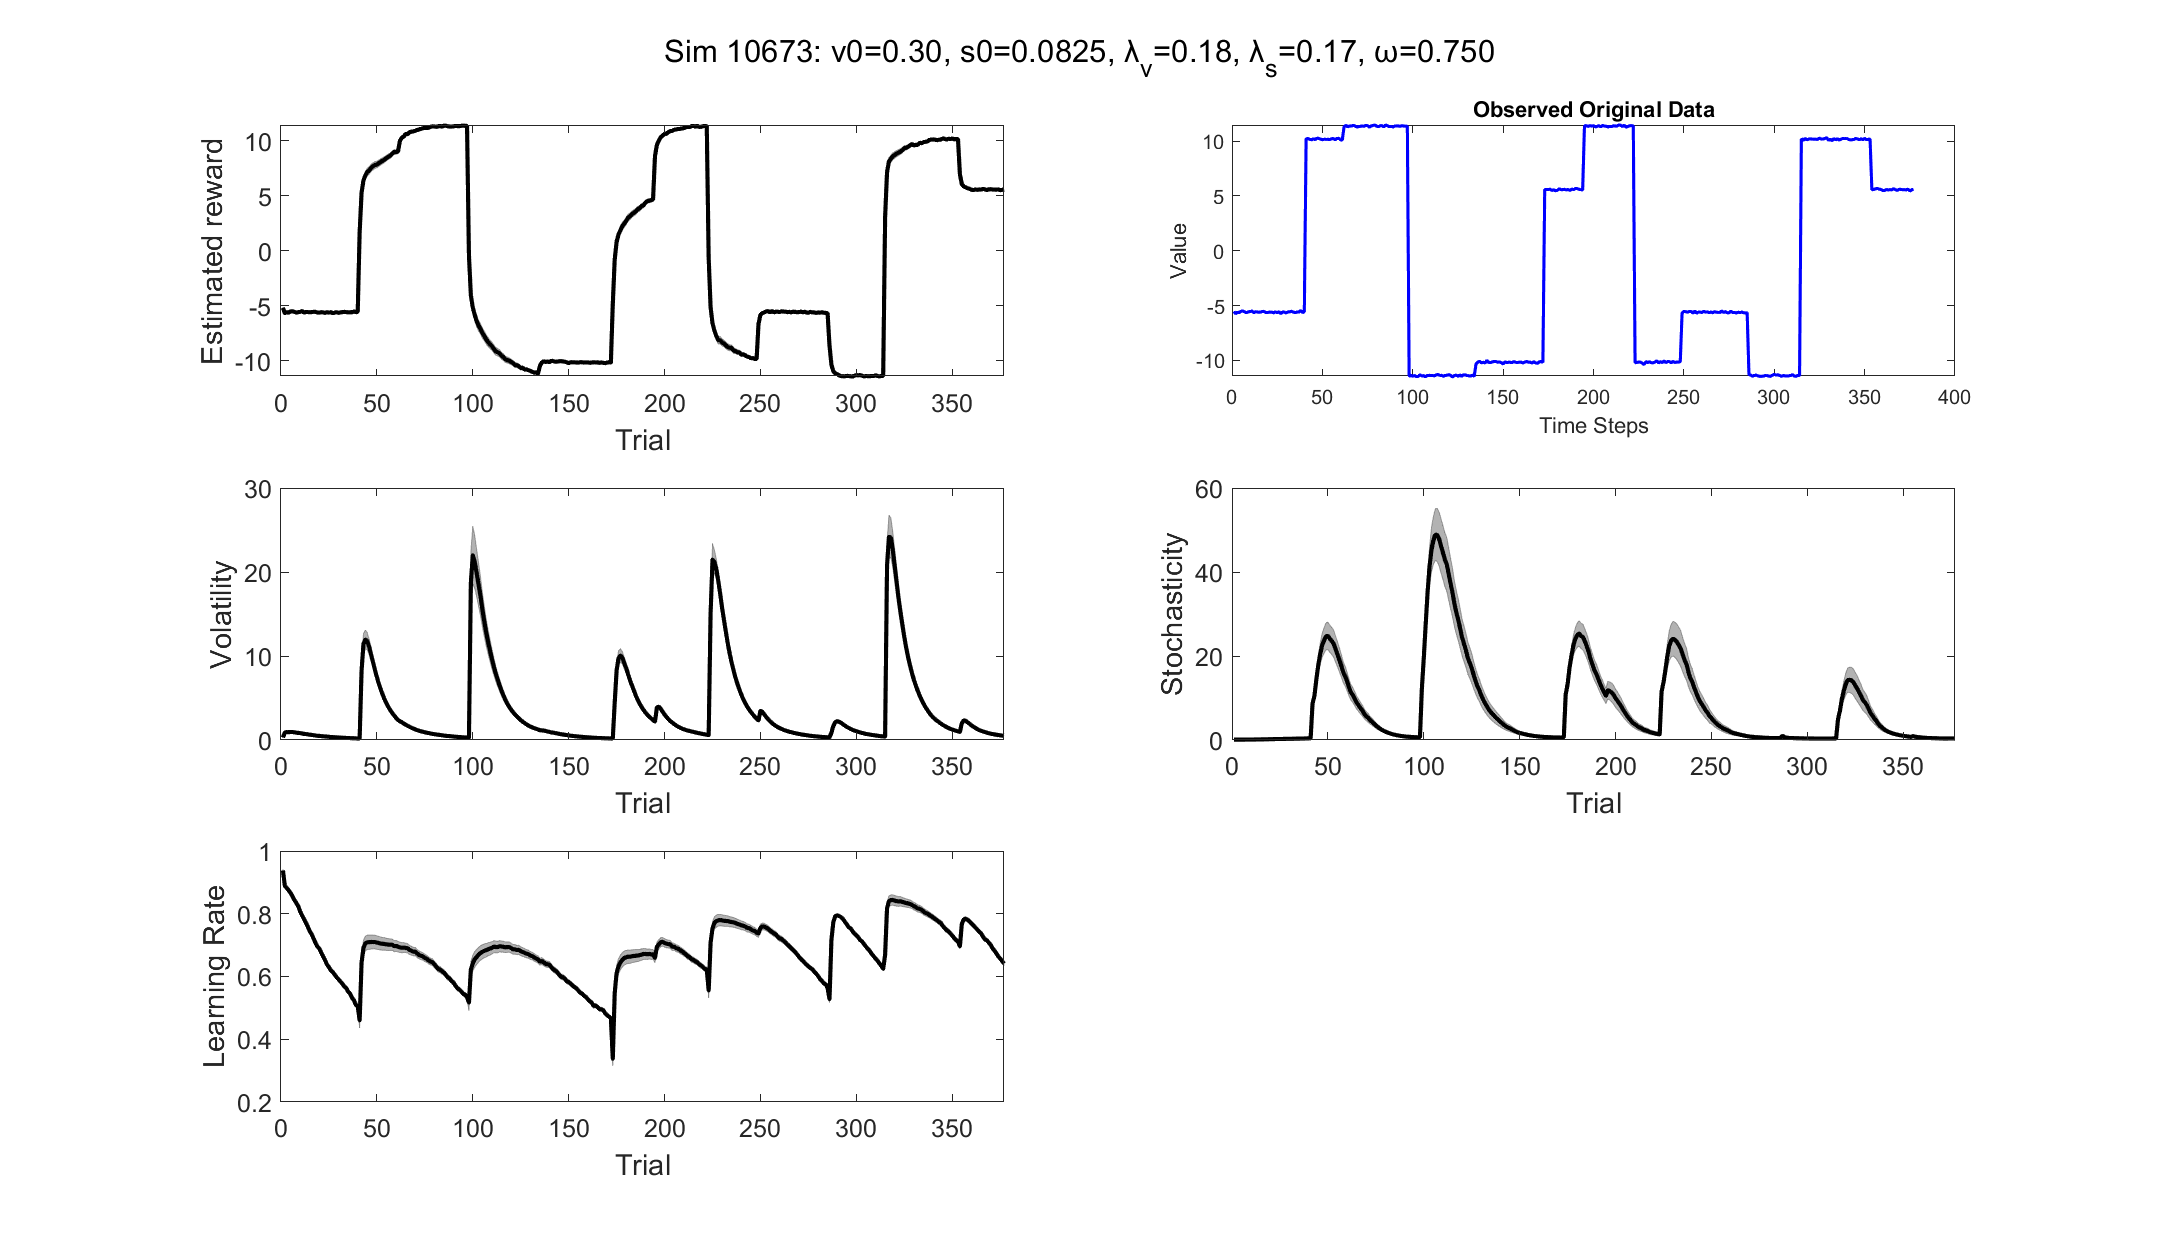 Sim 10673: v0=0.30, s0=0.0825, λ_v=0.18, λ_s=0.17, ω=0.750
Estimated reward
10
5
0
-5
-10
0 50 100 150 200 250 300 350
Trial
Observed Original Data
Value
10
5
0
-5
-10
0 50 100 150 200 250 300 350 400
Time Steps
Volatility
30
20
10
0
0 50 100 150 200 250 300 350
Trial
Stochasticity
60
40
20
0
0 50 100 150 200 250 300 350
Trial
Learning Rate
1
0.8
0.6
0.4
0.2
0 50 100 150 200 250 300 350
Trial